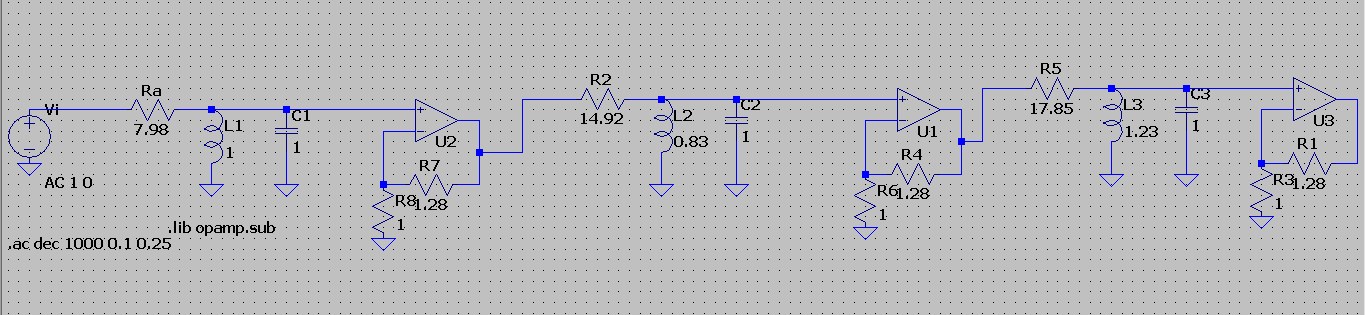 Vi
AC 1 0
Ra
7.98
L1
1
C1
1
+
−
U2
R7
1.28
R8
1
R2
14.92
L2
0.83
C2
1
+
−
U1
R4
1.28
R6
1
R5
17.85
L3
1.23
C3
1
+
−
U3
R1
1.28
R3
1
.lib opamp.sub
.ac dec 1000 0.1 0.25